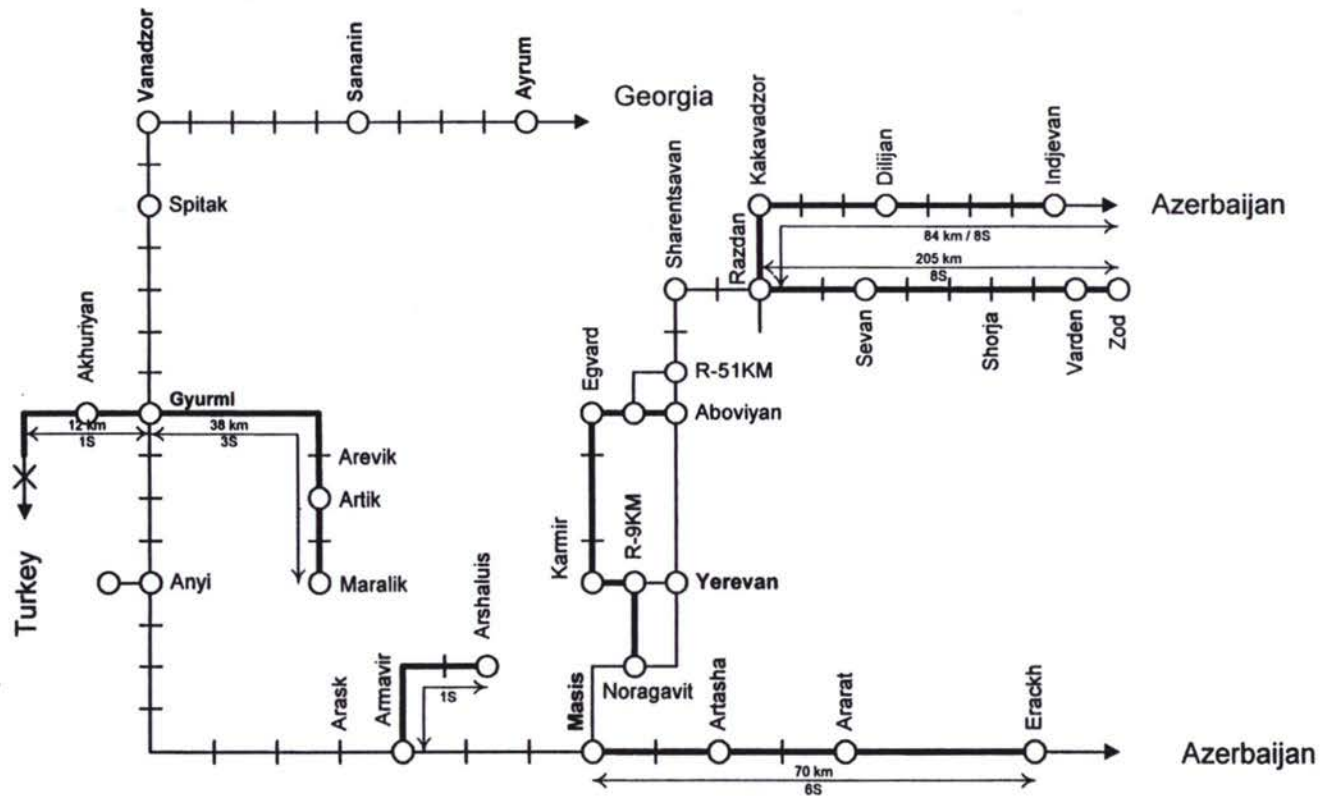 Vanadzor
Sananin
Ayrum
Georgia
Spitak
Sharentsavan
Kakavadzor
Dilijan
Indjevan
Azerbaijan
84 km / 8S
205 km
8S
Razdan
Sevan
Shorja
Varden
Zod
Akhuriyan
Gyurmi
12 km
1S
38 km
3S
Egvard
R-51KM
Aboviyan
Arevik
Artik
Maralik
Turkey
Anyi
Karmir
R-9KM
Yerevan
Arshaluis
Arask
Armavir
1S
Masis
Noragavit
Artasha
Ararat
Erackh
Azerbaijan
70 km
6S